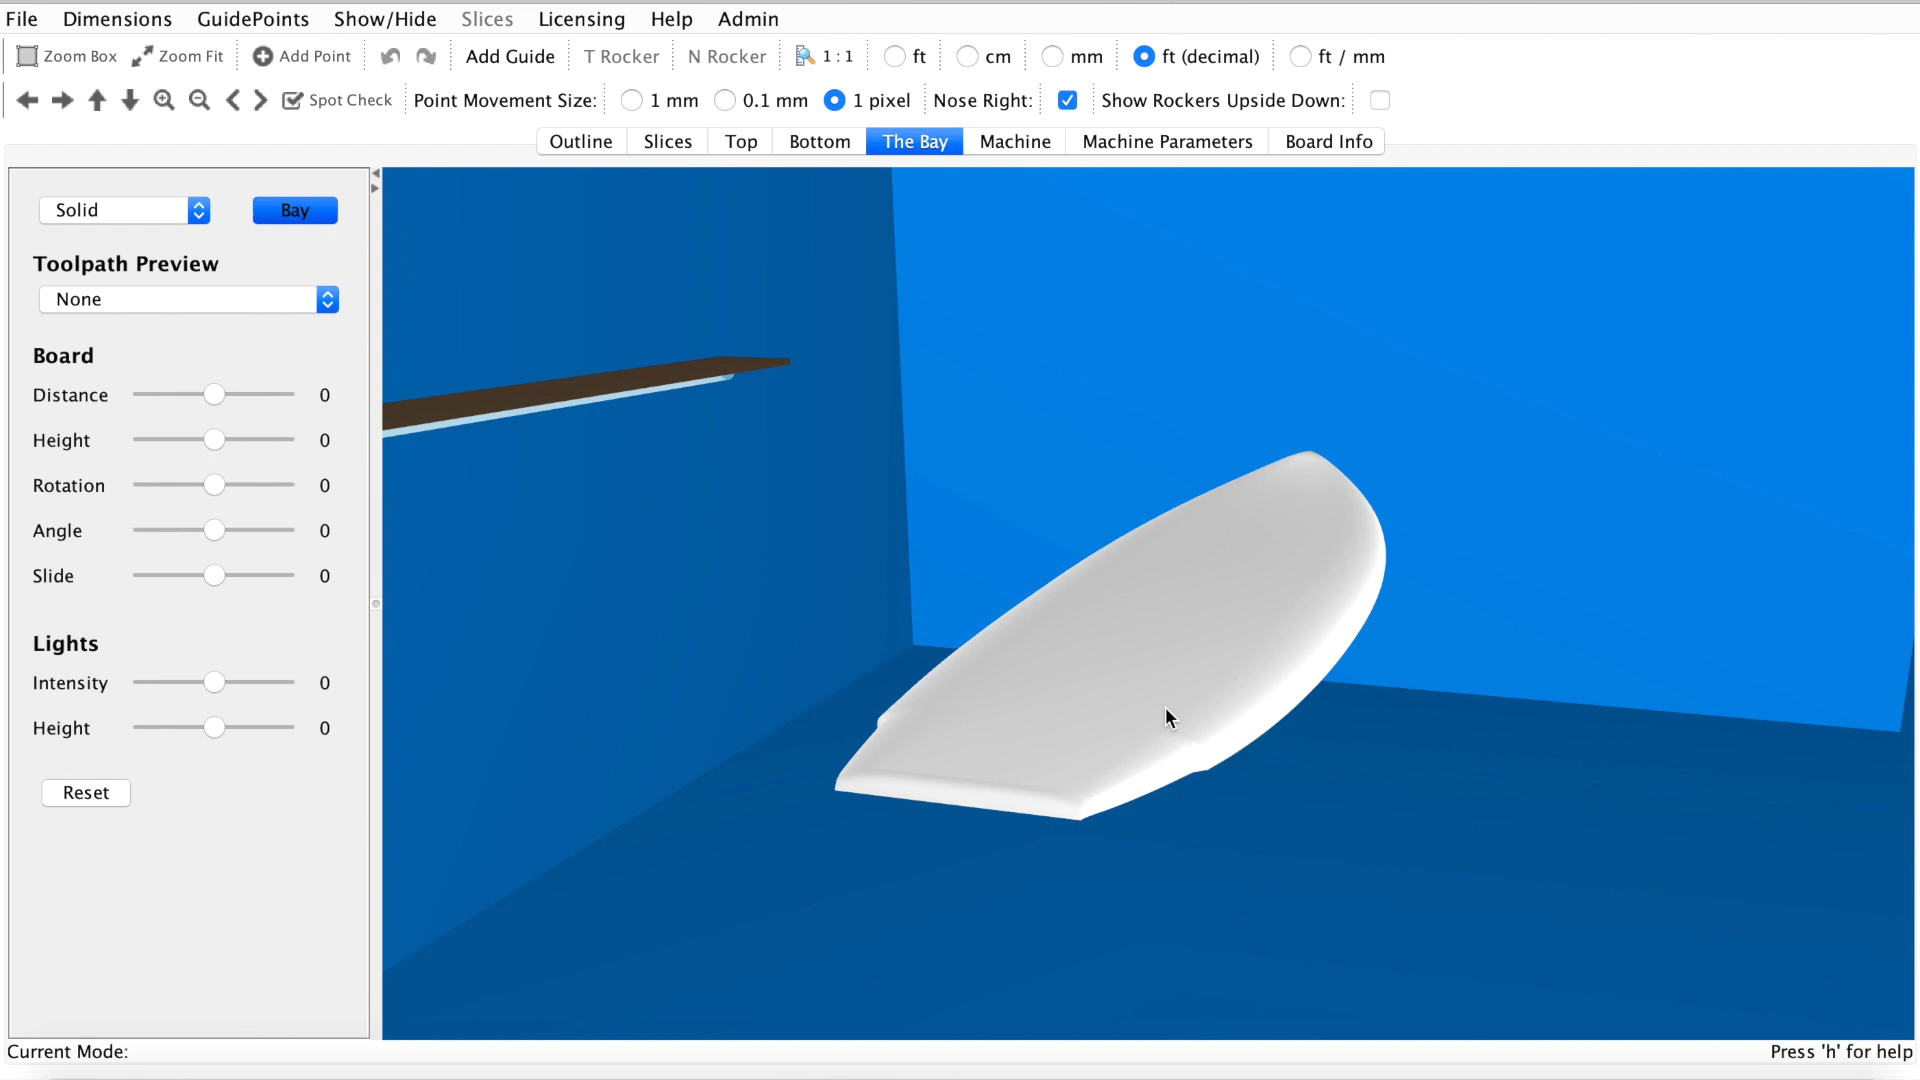 File Dimensions GuidePoints Show/Hide Slices Licensing Help Admin
Zoom Box Zoom Fit Add Point Add Guide T Rocker N Rocker 1 : 1 ft cm mm ft (decimal) ft / mm
Spot Check Point Movement Size: 1 mm 0.1 mm 1 pixel Nose Right: Show Rockers Upside Down:
Outline Slices Top Bottom The Bay Machine Machine Parameters Board Info
Solid Bay
Toolpath Preview
None
Board
Distance 0
Height 0
Rotation 0
Angle 0
Slide 0
Lights
Intensity 0
Height 0
Reset
Current Mode: Press 'h' for help